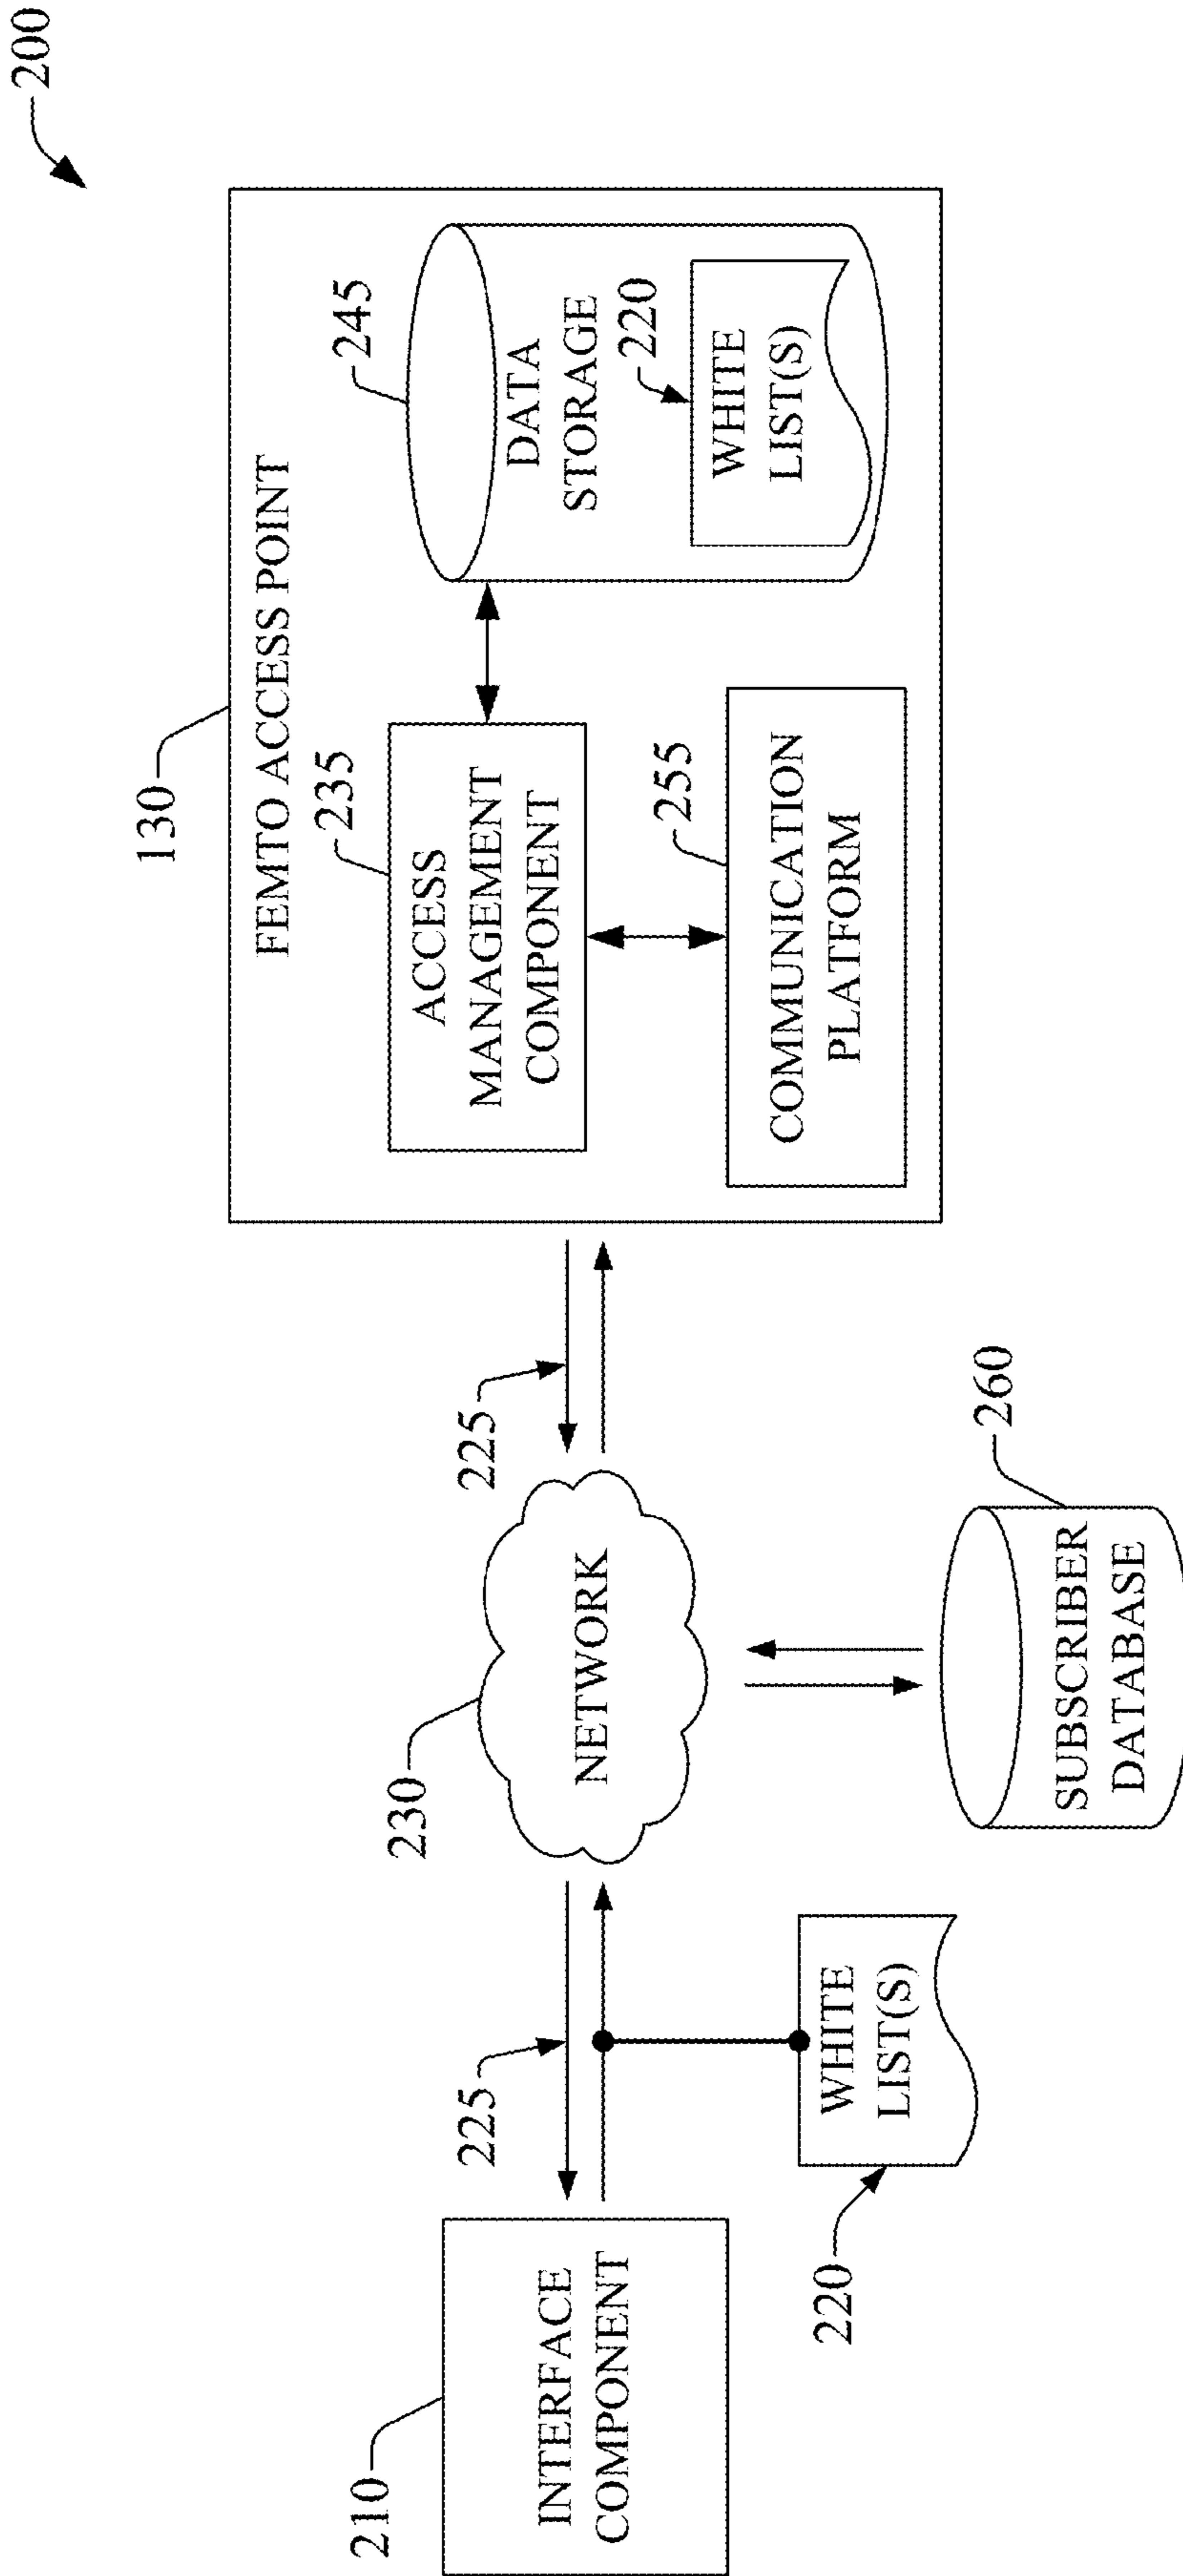 200
130
FEMTO ACCESS POINT
235
ACCESS
MANAGEMENT
COMPONENT
245
DATA
STORAGE
220
WHITE
LIST(S)
255
COMMUNICATION
PLATFORM
225
230
NETWORK
225
260
SUBSCRIBER
DATABASE
210
INTERFACE
COMPONENT
220
WHITE
LIST(S)